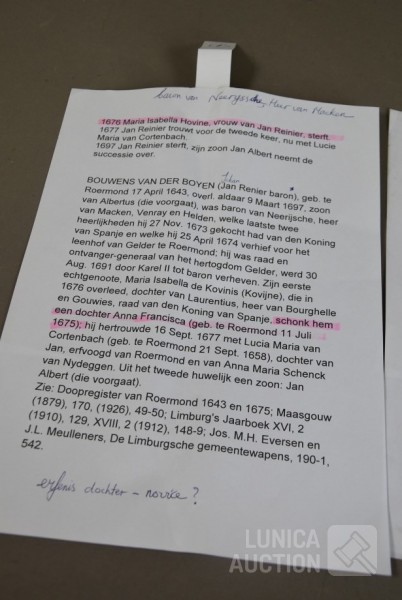 baron van Neerijssche, Heer van Macken
1676 Maria Isabella Hovine, vrouw van Jan Reinier, sterft.
1677 Jan Reinier trouwt voor de tweede keer, nu met Lucie
Maria van Cortenbach.
1697 Jan Reinier sterft, zijn zoon Jan Albert neemt de
successie over.
Johan
BOUWENS VAN DER BOYEN (Jan Renier baron), geb. te
Roermond 17 April 1643, overl. aldaar 9 Maart 1697, zoon
van Albertus (die voorgaat), was baron van Neerijsche, heer
van Macken, Venray en Helden, welke laatste twee
heerlijkheden hij 27 Nov. 1673 gekocht had van den Koning
van Spanje en welke hij 25 April 1674 verhief voor het
leenhof van Gelder te Roermond; hij was raad en
ontvanger-generaal van het hertogdom Gelder, werd 30
Aug. 1691 door Karel II tot baron verheven. Zijn eerste
echtgenoote, Maria Isabella de Kovinis (Kovijne), die in
1676 overleed, dochter van Laurentius, heer van Bourghelle
en Gouwies, raad van den Koning van Spanje, schonk hem
een dochter Anna Francisca (geb. te Roermond 11 Juli
1675); hij hertrouwde 16 Sept. 1677 met Lucia Maria van
Cortenbach (geb. te Roermond 21 Sept. 1658), dochter van
Jan, erfvoogd van Roermond en van Anna Maria Schenck
van Nydeggen. Uit het tweede huwelijk een zoon: Jan
Albert (die voorgaat).
Zie: Doopregister van Roermond 1643 en 1675; Maasgouw
(1879), 170, (1926), 49-50; Limburg's Jaarboek XVI, 2
(1910), 129, XVIII, 2 (1912), 148-9; Jos. M.H. Eversen en
J.L. Meulleners, De Limburgsche gemeentewapens, 190-1,
542.
erfenis dochter – novice ?
LUNICA
AUCTION